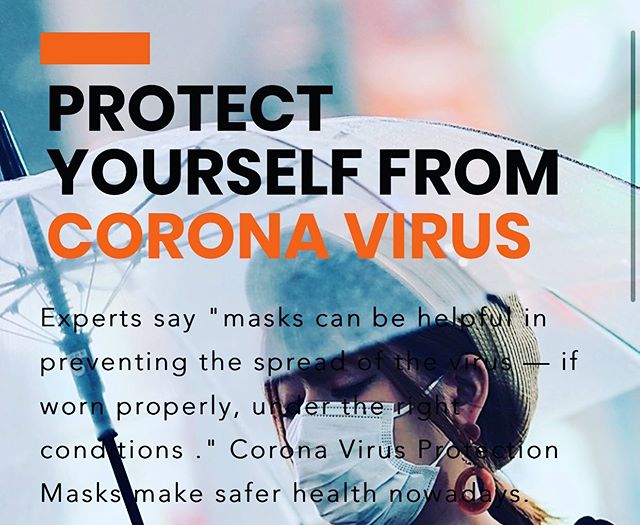 PROTECT
YOURSELF FROM
CORONA VIRUS
Experts say "masks can be helpful in
preventing the spread of the virus — if
worn properly, under the right
conditions ." Corona Virus Protection
Masks make safer health nowadays.